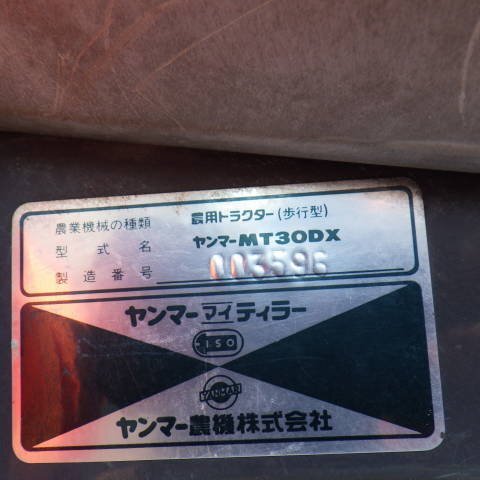 農業機械の種類 農用トラクター(歩行型)
型式名 ヤンマーMT30DX
製造番号 003596
ヤンマーマイティラー
ISO
YANMAR
ヤンマー農機株式会社